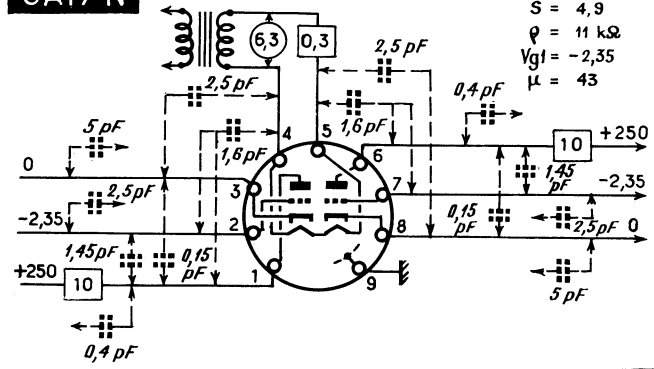 S = 4,9
ρ = 11 kΩ
Vg1 = -2,35
μ = 43
6,3
0,3
2,5 pF
2,5 pF
0,4 pF
5 pF
1,6 pF
1,6 pF
10
+250
0
4
5
6
1,45 pF
-2,35
2,5 pF
3
7
-2,35
2
8
0,15 pF
2,5 pF
0
1,45 pF
0,15 pF
+250
10
1
9
5 pF
0,4 pF